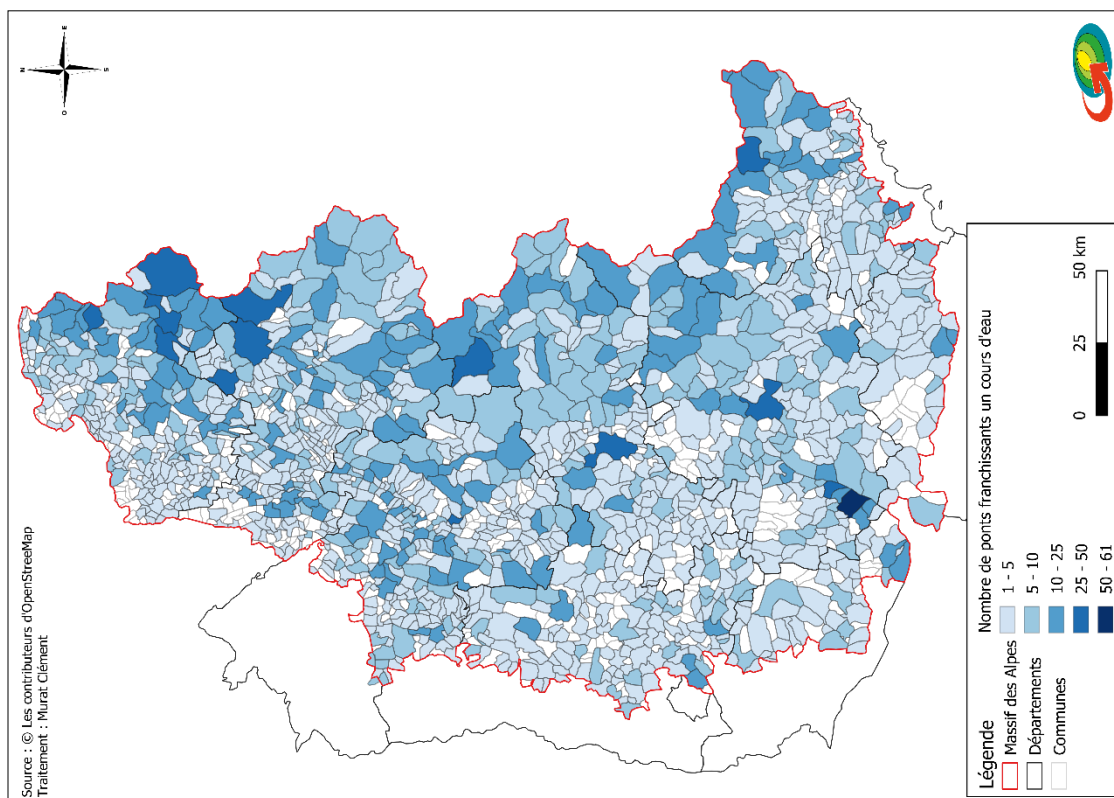 Source : © Les contributeurs d'OpenStreetMap
Traitement : Murat Clément
N
E
S
O
Légende
Massif des Alpes
Départements
Communes
Nombre de ponts franchissants un cours d'eau
1 - 5
5 - 10
10 - 25
25 - 50
50 - 61
0
25
50 km